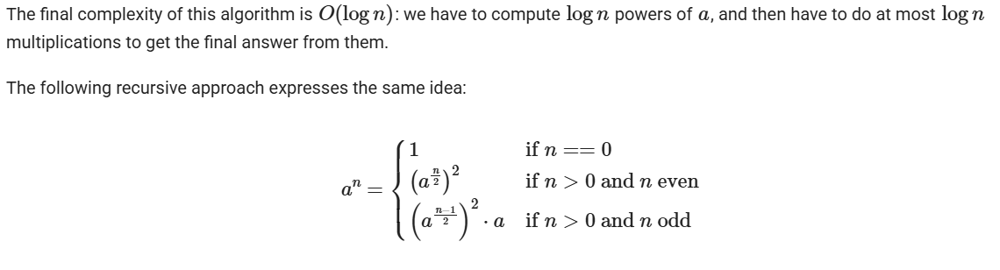 The final complexity of this algorithm is $O(\log n)$: we have to compute $\log n$ powers of $a$, and then have to do at most $\log n$
multiplications to get the final answer from them.
The following recursive approach expresses the same idea:
$a^n = \begin{cases} 1 & \text{if } n == 0 \\ \left(a^{\frac{n}{2}}\right)^2 & \text{if } n > 0 \text{ and } n \text{ even} \\ \left(a^{\frac{n-1}{2}}\right)^2 \cdot a & \text{if } n > 0 \text{ and } n \text{ odd} \end{cases}$